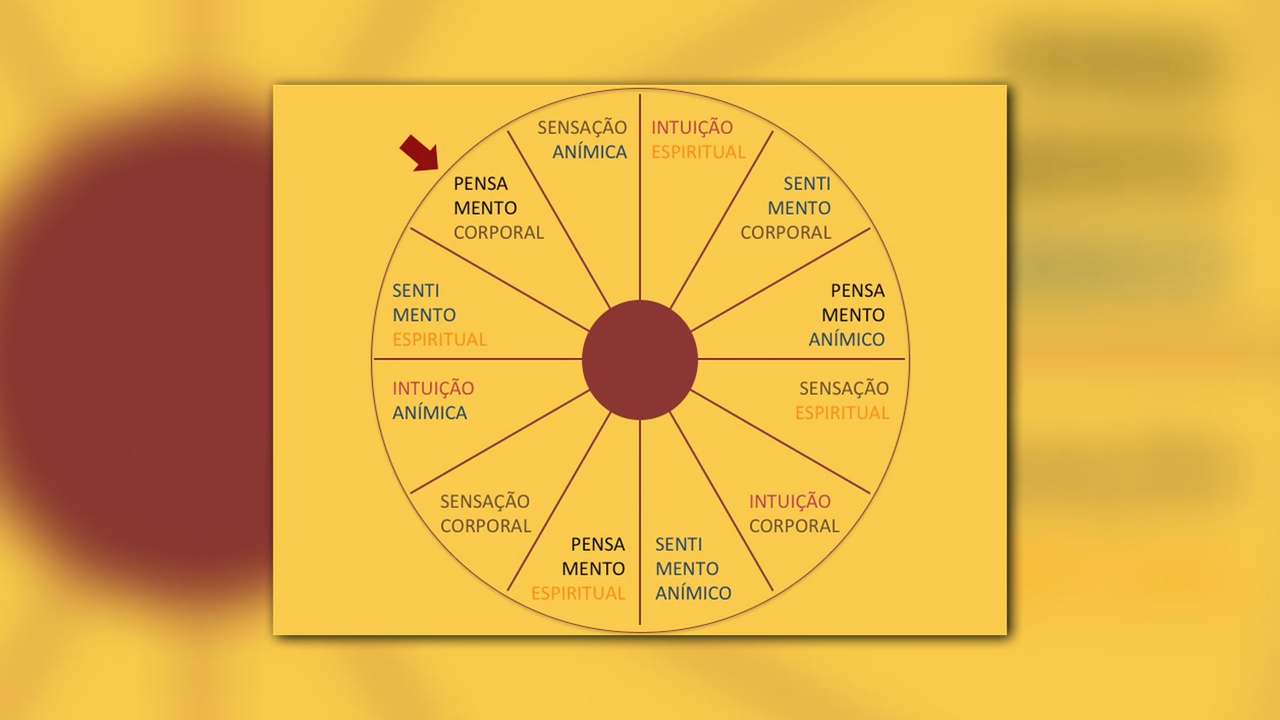 SENSAÇÃO
ANÍMICA
INTUIÇÃO
ESPIRITUAL
SENTI
MENTO
CORPORAL
PENSA
MENTO
ANÍMICO
SENSAÇÃO
ESPIRITUAL
INTUIÇÃO
CORPORAL
SENTI
MENTO
ANÍMICO
PENSA
MENTO
ESPIRITUAL
SENSAÇÃO
CORPORAL
INTUIÇÃO
ANÍMICA
SENTI
MENTO
ESPIRITUAL
PENSA
MENTO
CORPORAL